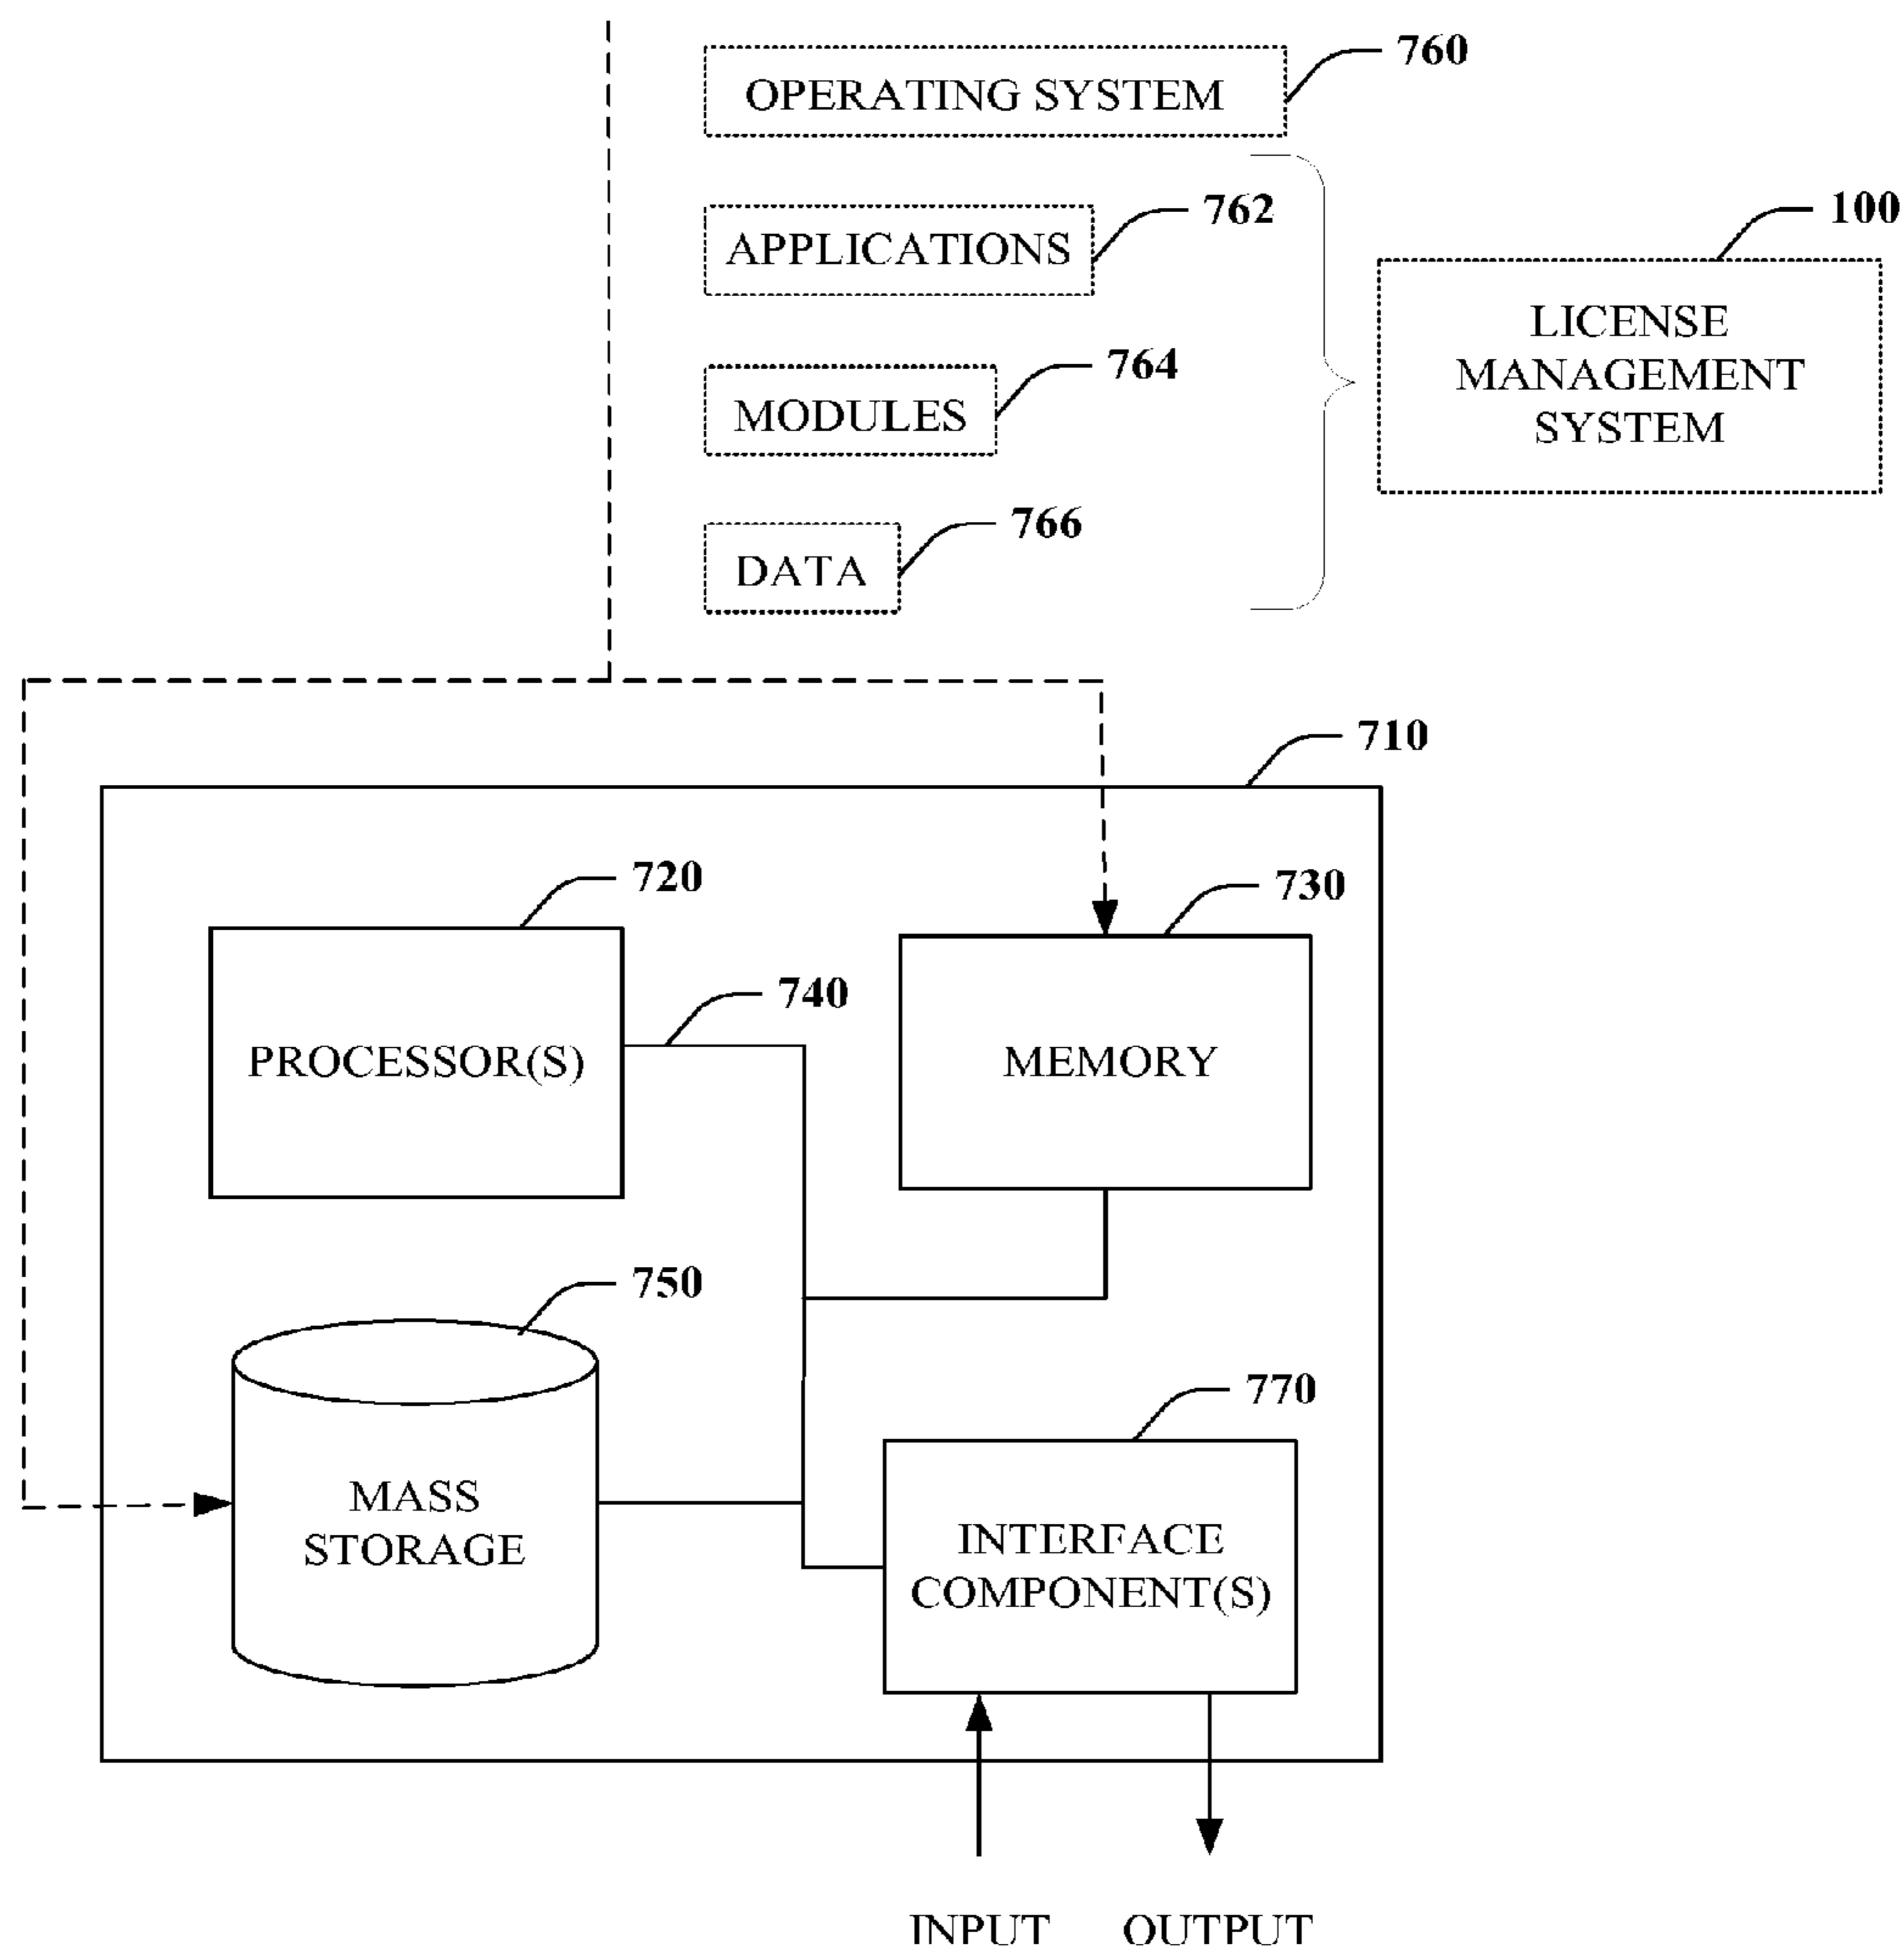 760
OPERATING SYSTEM
762
100
APPLICATIONS
LICENSE
MANAGEMENT
SYSTEM
764
MODULES
766
DATA
710
720
730
740
PROCESSOR(S)
MEMORY
750
770
MASS
STORAGE
INTERFACE
COMPONENT(S)
INPUT
OUTPUT